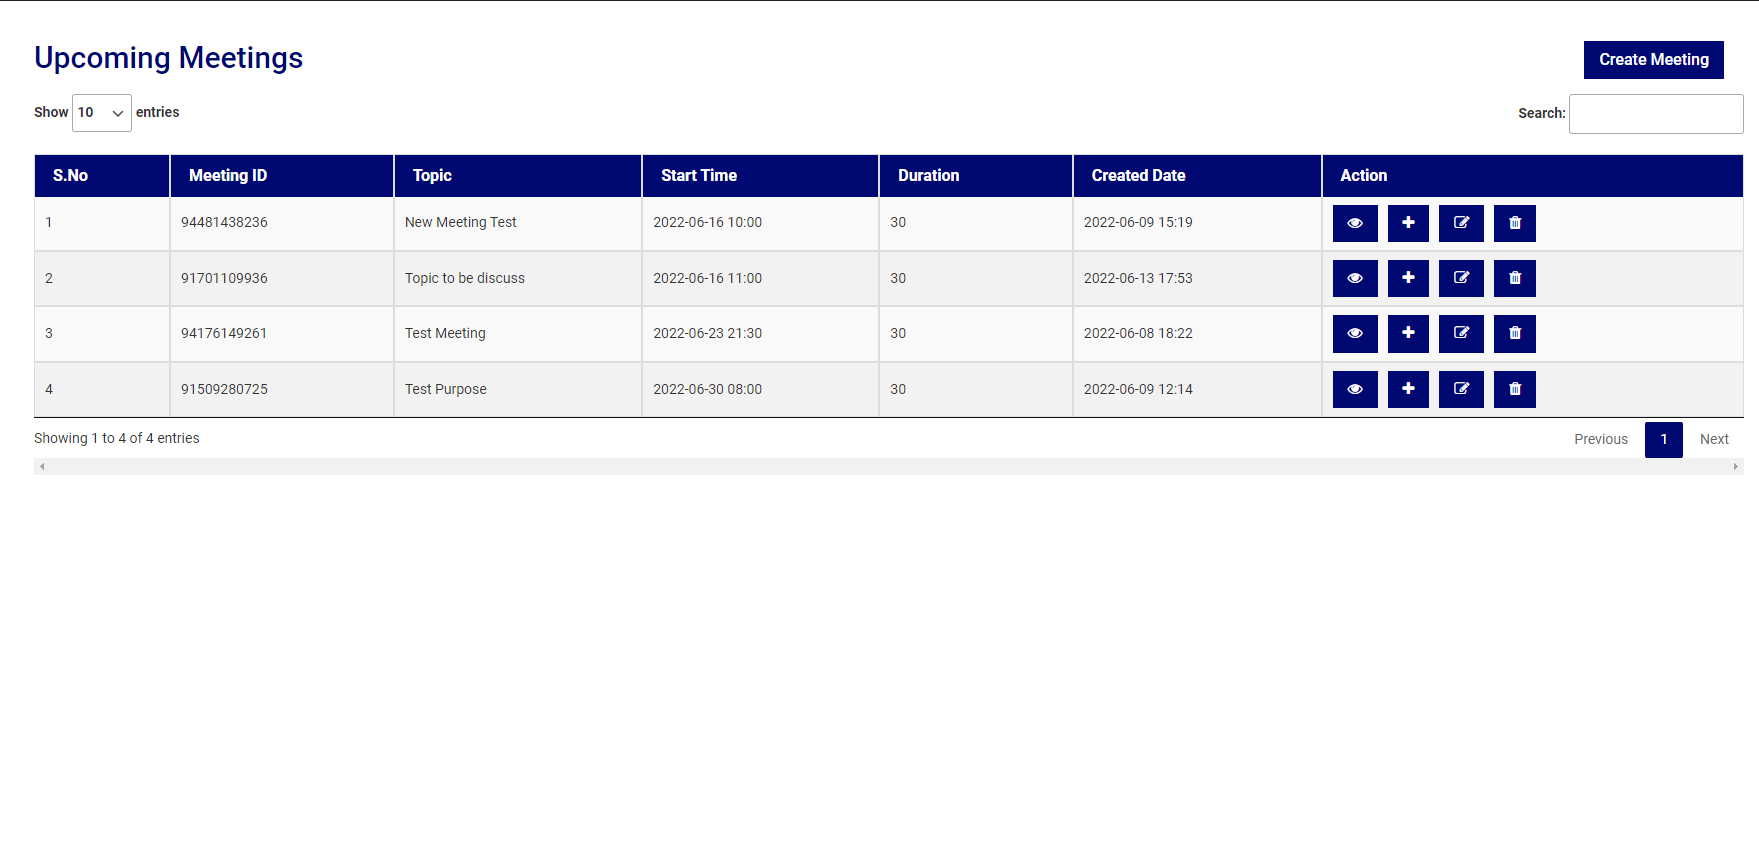 Upcoming Meetings
Create Meeting
Show 10 entries
Search:
S.No Meeting ID Topic Start Time Duration Created Date Action
1 94481438236 New Meeting Test 2022-06-16 10:00 30 2022-06-09 15:19
2 91701109936 Topic to be discuss 2022-06-16 11:00 30 2022-06-13 17:53
3 94176149261 Test Meeting 2022-06-23 21:30 30 2022-06-08 18:22
4 91509280725 Test Purpose 2022-06-30 08:00 30 2022-06-09 12:14
Showing 1 to 4 of 4 entries
Previous 1 Next